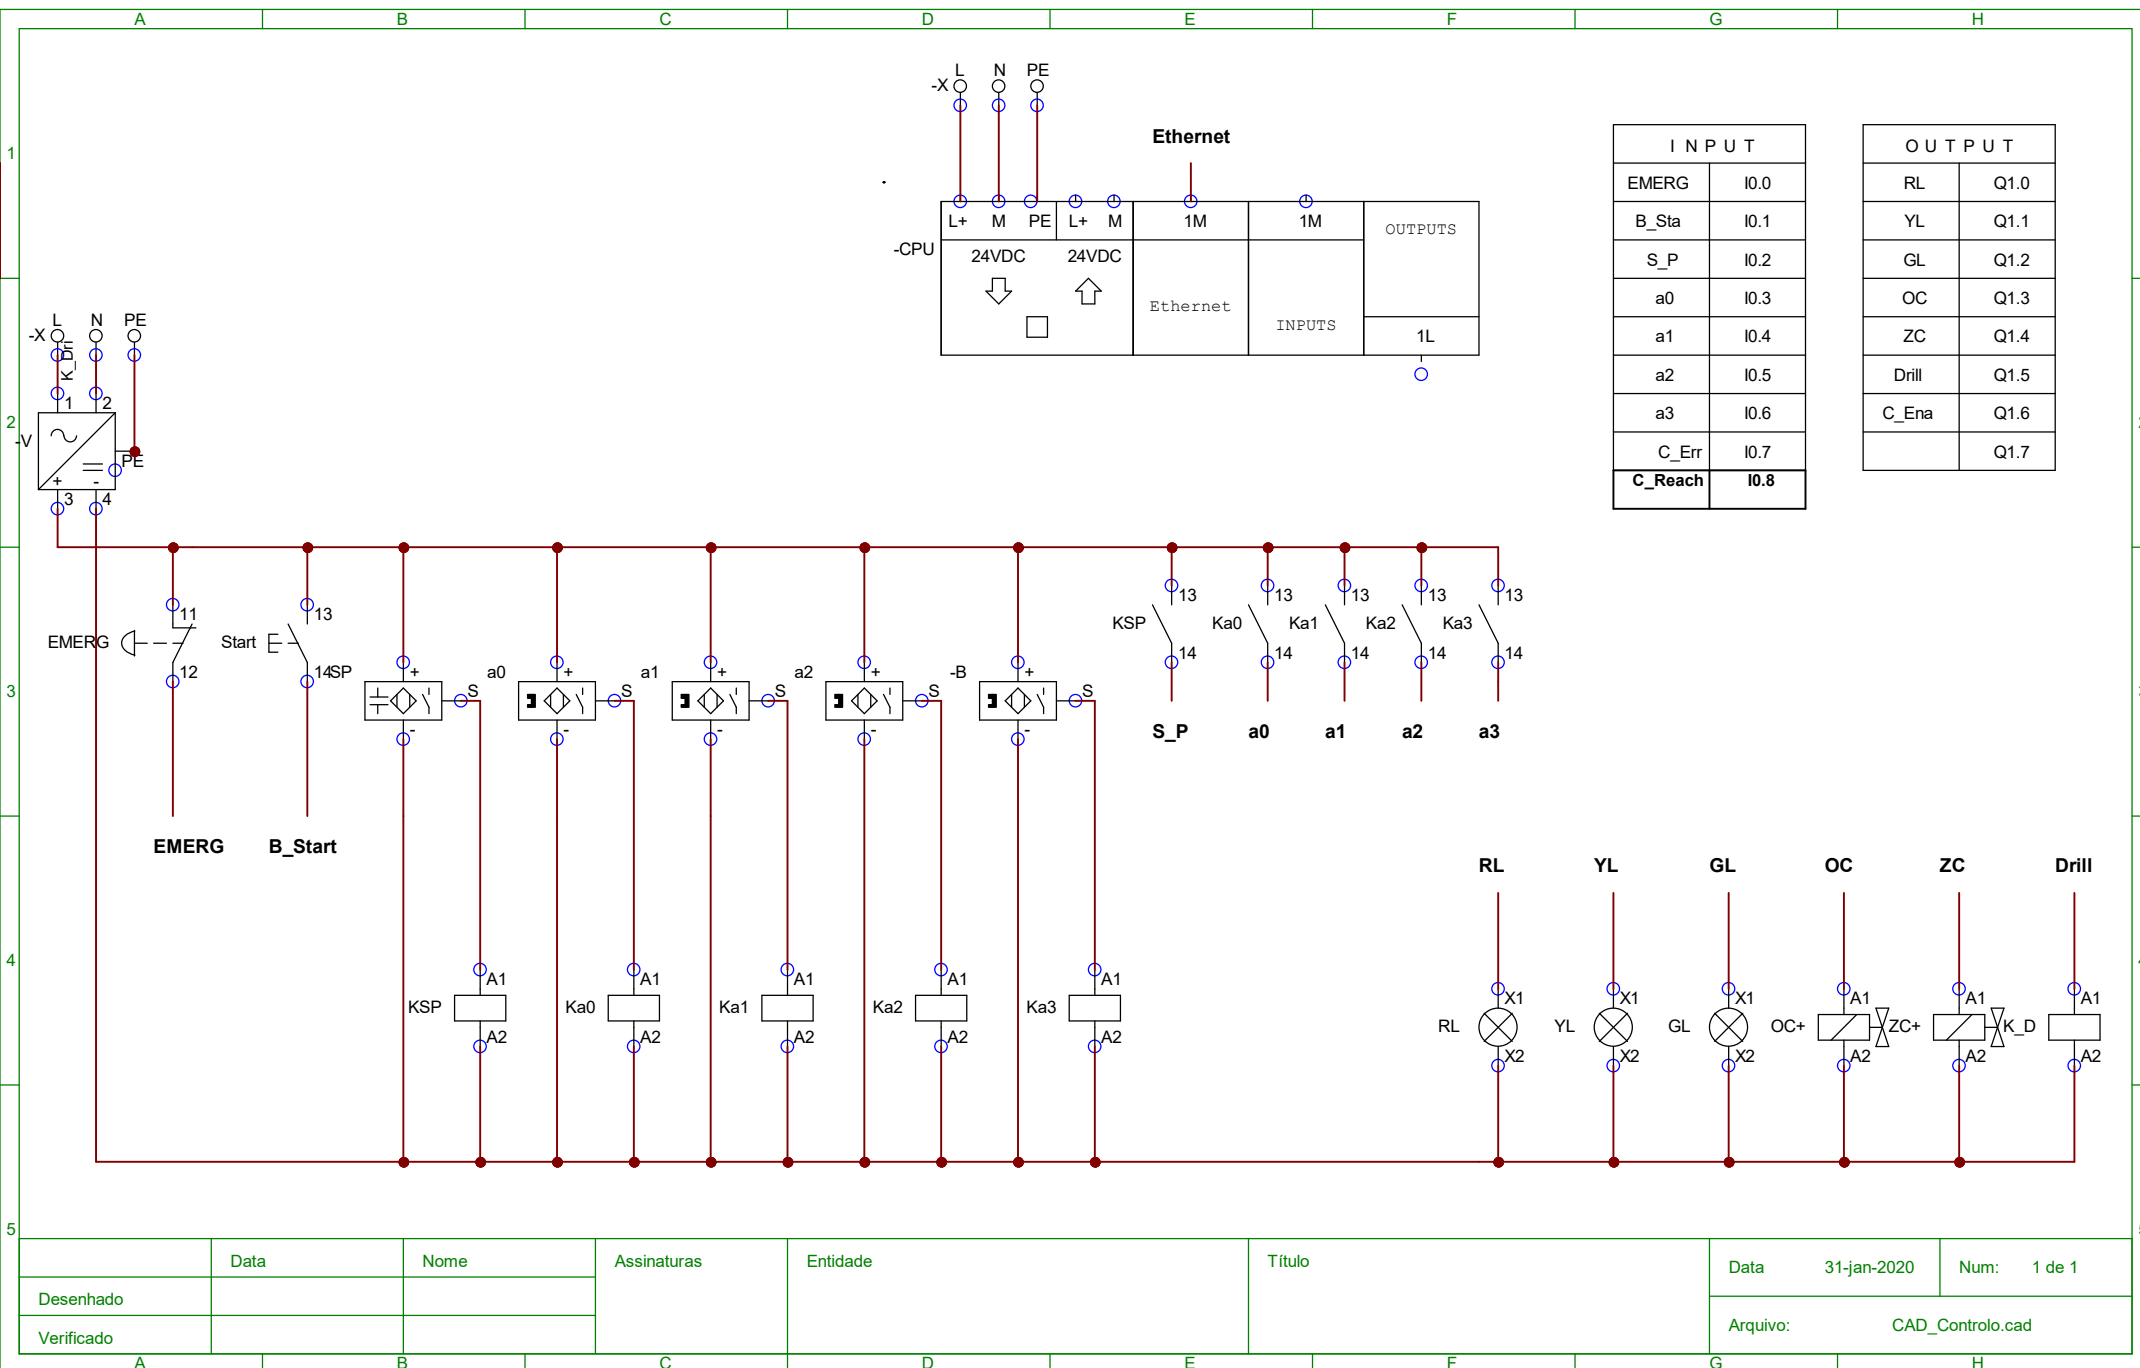 A B C D E F G H
L N PE
-X
Ethernet
1
L+ M PE L+ M 1M 1M OUTPUTS
-CPU 24VDC 24VDC
Ethernet
INPUTS
1L
I N P U T
EMERG I0.0
B_Sta I0.1
S_P I0.2
a0 I0.3
a1 I0.4
a2 I0.5
a3 I0.6
C_Err I0.7
C_Reach I0.8
O U T P U T
RL Q1.0
YL Q1.1
GL Q1.2
OC Q1.3
ZC Q1.4
Drill Q1.5
C_Ena Q1.6
Q1.7
L N PE
-X
K_Dri
1 2
2
-V
PE
+ -
3 4
11 13 13 13 13 13 13
EMERG Start KSP Ka0 Ka1 Ka2 Ka3
12 14 14 14 14 14 14
3
SP + S a0 + S a1 + S a2 + S -B + S
- - - - -
S_P a0 a1 a2 a3
EMERG B_Start
RL YL GL OC ZC Drill
4
A1 A1 A1 A1 A1
KSP Ka0 Ka1 Ka2 Ka3
A2 A2 A2 A2 A2
X1 X1 X1 A1 A1 A1
RL YL GL OC+ ZC+ K_D
X2 X2 X2 A2 A2 A2
5
Data Nome Assinaturas Entidade Título
Data 31-jan-2020 Num: 1 de 1
Desenhado
Verificado
Arquivo: CAD_Controlo.cad
A B C D E F G H